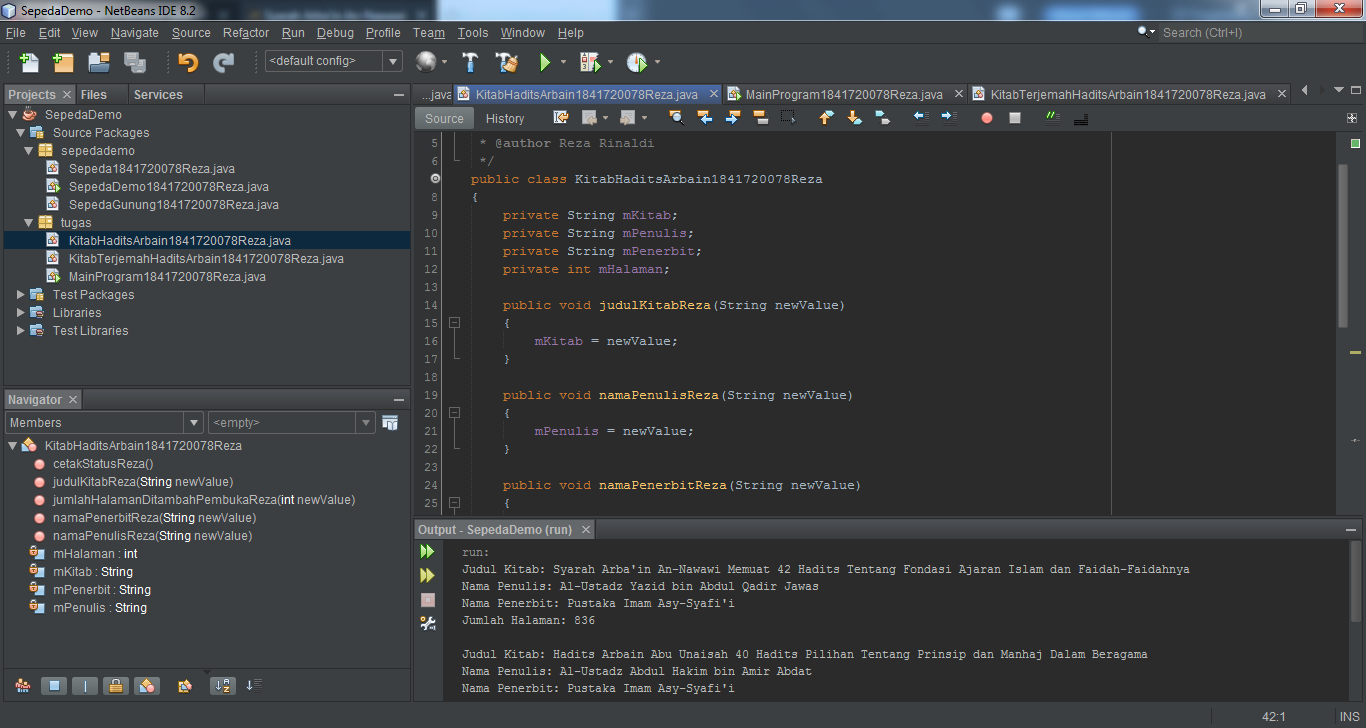 SepedaDemo - NetBeans IDE 8.2
File Edit View Navigate Source Refactor Run Debug Profile Team Tools Window Help
Search (Ctrl+I)
<default config>
Projects Files Services
SepedaDemo
Source Packages
sepedademo
Sepeda1841720078Reza.java
SepedaDemo1841720078Reza.java
SepedaGunung1841720078Reza.java
tugas
KitabHaditsArbain1841720078Reza.java
KitabTerjemahHaditsArbain1841720078Reza.java
MainProgram1841720078Reza.java
Test Packages
Libraries
Test Libraries
Navigator
Members
<empty>
KitabHaditsArbain1841720078Reza
cetakStatusReza()
judulKitabReza(String newValue)
jumlahHalamanDitambahPembukaReza(int newValue)
namaPenerbitReza(String newValue)
namaPenulisReza(String newValue)
mHalaman : int
mKitab : String
mPenerbit : String
mPenulis : String
...java KitabHaditsArbain1841720078Reza.java MainProgram1841720078Reza.java KitabTerjemahHaditsArbain1841720078Reza.java
Source History
5 * @author Reza Rinaldi
6 */
public class KitabHaditsArbain1841720078Reza
8 {
9 private String mKitab;
10 private String mPenulis;
11 private String mPenerbit;
12 private int mHalaman;
13
14 public void judulKitabReza(String newValue)
15 {
16 mKitab = newValue;
17 }
18
19 public void namaPenulisReza(String newValue)
20 {
21 mPenulis = newValue;
22 }
23
24 public void namaPenerbitReza(String newValue)
25 {
Output - SepedaDemo (run)
run:
Judul Kitab: Syarah Arba'in An-Nawawi Memuat 42 Hadits Tentang Fondasi Ajaran Islam dan Faidah-Faidahnya
Nama Penulis: Al-Ustadz Yazid bin Abdul Qadir Jawas
Nama Penerbit: Pustaka Imam Asy-Syafi'i
Jumlah Halaman: 836
Judul Kitab: Hadits Arbain Abu Unaisah 40 Hadits Pilihan Tentang Prinsip dan Manhaj Dalam Beragama
Nama Penulis: Al-Ustadz Abdul Hakim bin Amir Abdat
Nama Penerbit: Pustaka Imam Asy-Syafi'i
42:1 INS